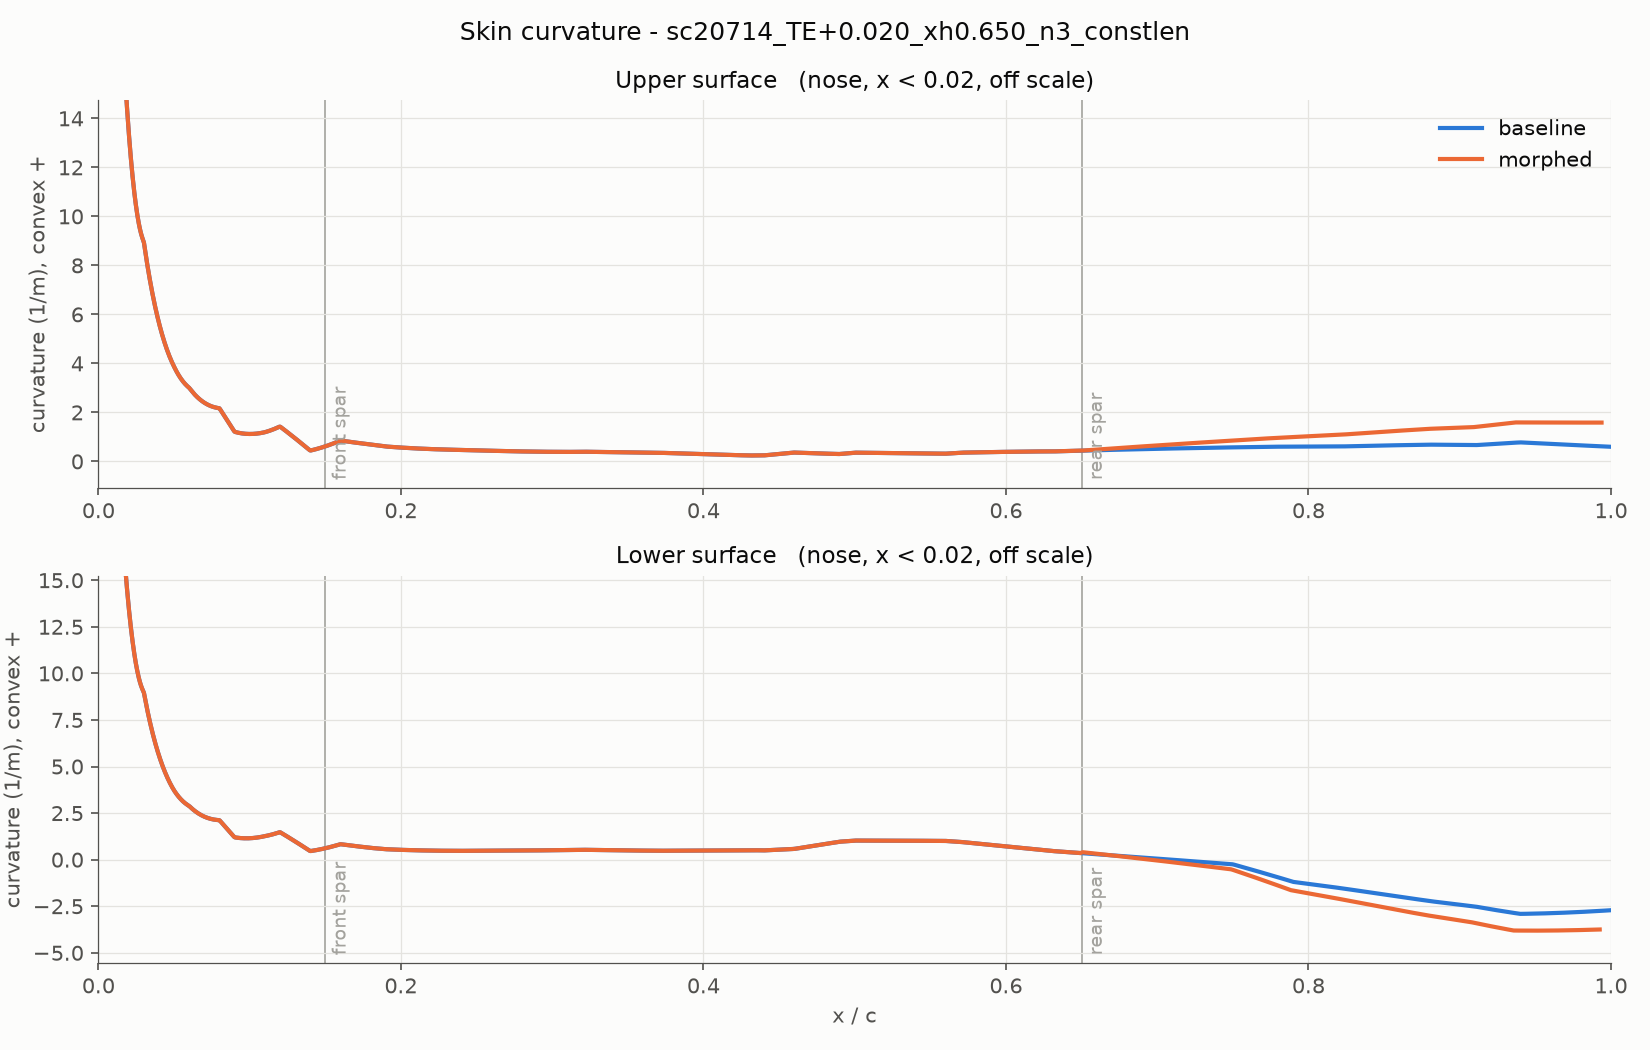 Skin curvature - sc20714_TE+0.020_xh0.650_n3_constlen
Upper surface   (nose, x < 0.02, off scale)
curvature (1/m), convex +
14
12
10
8
6
4
2
0
baseline
morphed
front spar
rear spar
0.0 0.2 0.4 0.6 0.8 1.0
Lower surface   (nose, x < 0.02, off scale)
curvature (1/m), convex +
15.0
12.5
10.0
7.5
5.0
2.5
0.0
−2.5
−5.0
front spar
rear spar
0.0 0.2 0.4 0.6 0.8 1.0
x / c